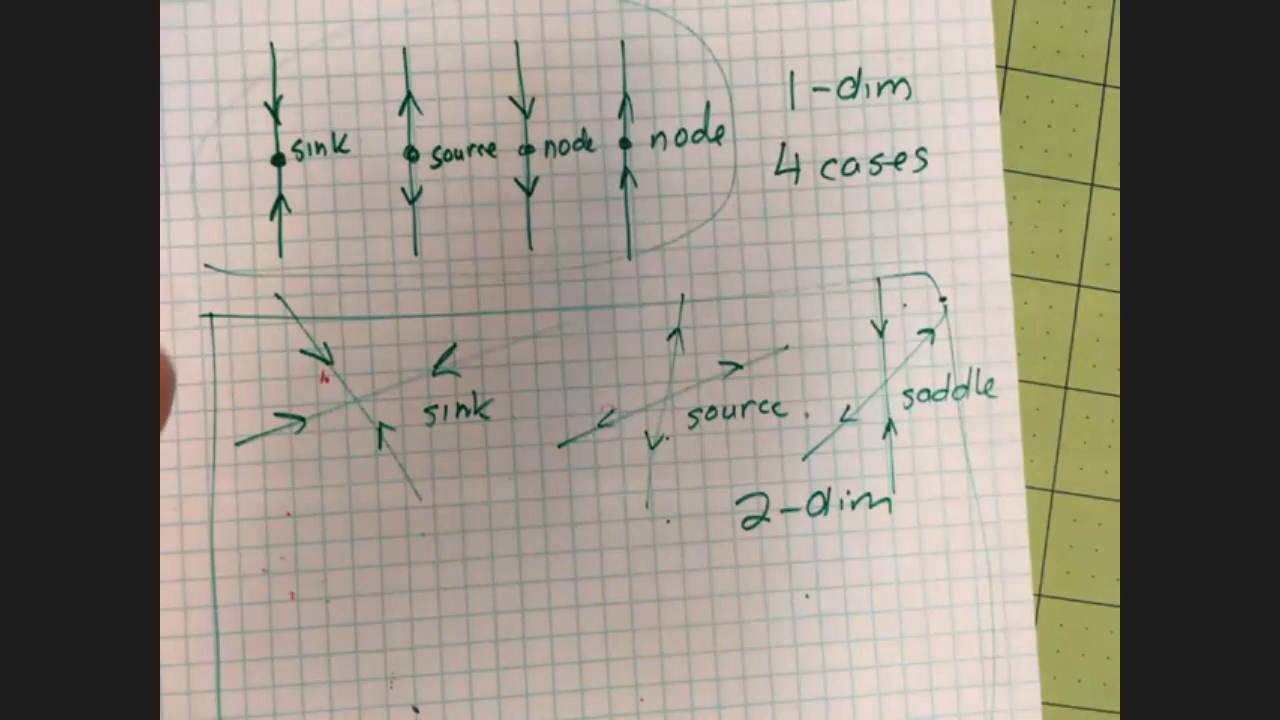 sink source node node
1-dim
4 cases
sink source saddle
2-dim